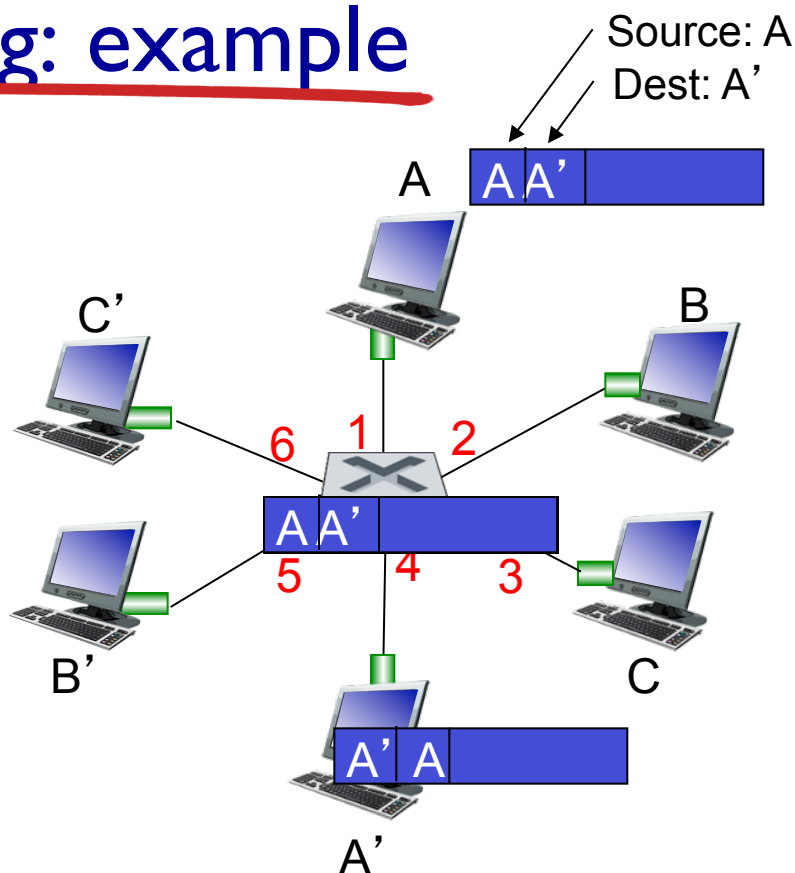 g: example
Source: A
Dest: A’
A
A A’
C’
B
6 1 2
A A’
5 4 3
B’
C
A’ A
A’